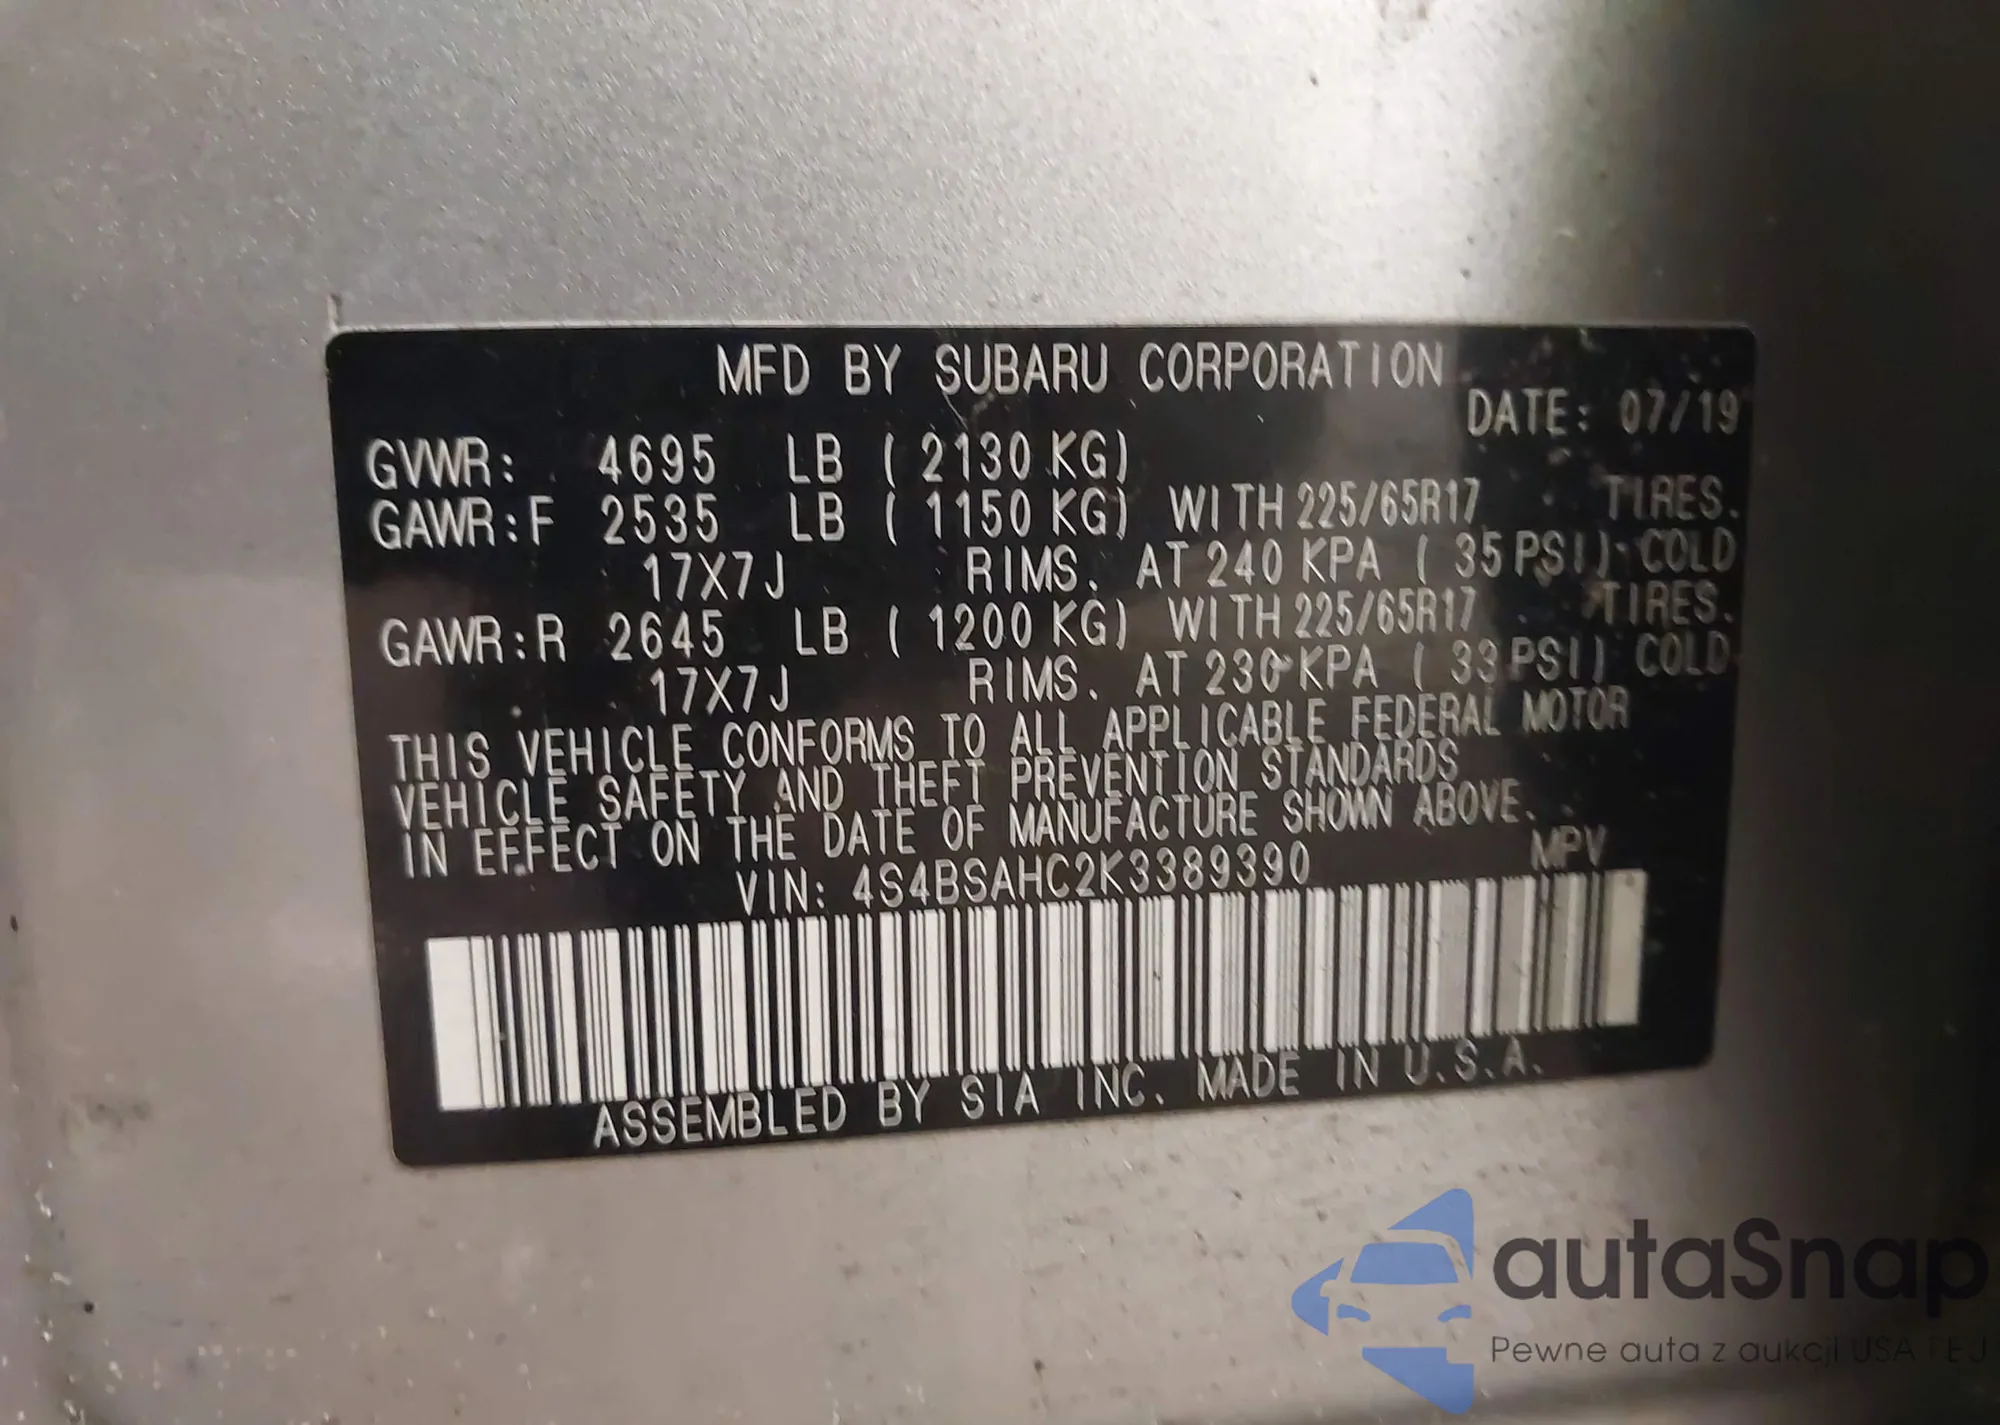 MFD BY SUBARU CORPORATION
DATE: 07/19
GVWR: 4695 LB ( 2130 KG)
GAWR:F 2535 LB ( 1150 KG) WITH 225/65R17 TIRES.
17X7J RIMS. AT 240 KPA ( 35 PSI) COLD
GAWR:R 2645 LB ( 1200 KG) WITH 225/65R17 TIRES.
17X7J RIMS. AT 230 KPA ( 33 PSI) COLD
THIS VEHICLE CONFORMS TO ALL APPLICABLE FEDERAL MOTOR
VEHICLE SAFETY AND THEFT PREVENTION STANDARDS
IN EFFECT ON THE DATE OF MANUFACTURE SHOWN ABOVE.
VIN: 4S4BSAHC2K3389390 MPV
ASSEMBLED BY SIA INC. MADE IN U.S.A.
autaSnap
Pewne auta z aukcji USA i EJ